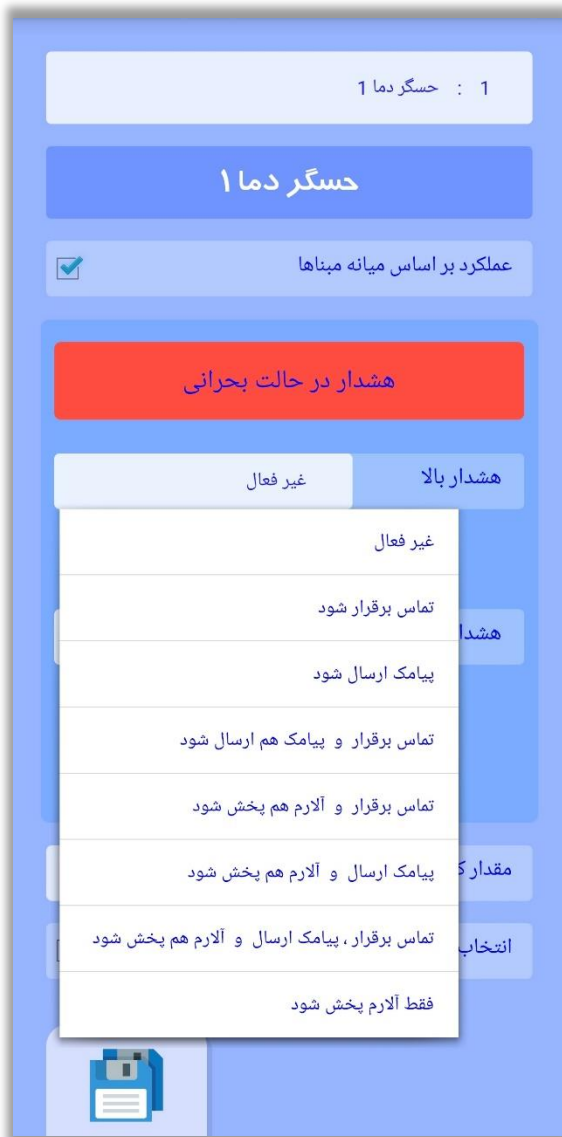 1 : حسگر دما 1
حسگر دما ۱
عملکرد بر اساس میانه مبناها
هشدار در حالت بحرانی
هشدار بالا
غیر فعال
غیر فعال
تماس برقرار شود
پیامک ارسال شود
تماس برقرار و پیامک هم ارسال شود
تماس برقرار و آلارم هم پخش شود
پیامک ارسال و آلارم هم پخش شود
تماس برقرار ، پیامک ارسال و آلارم هم پخش شود
فقط آلارم پخش شود
مقدار
انتخاب